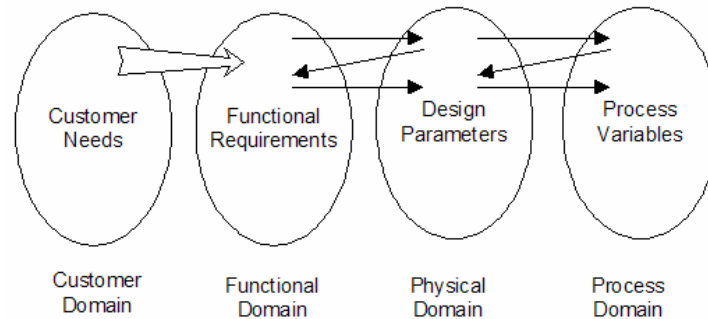 Customer
Needs
Functional
Requirements
Design
Parameters
Process
Variables
Customer
Domain
Functional
Domain
Physical
Domain
Process
Domain